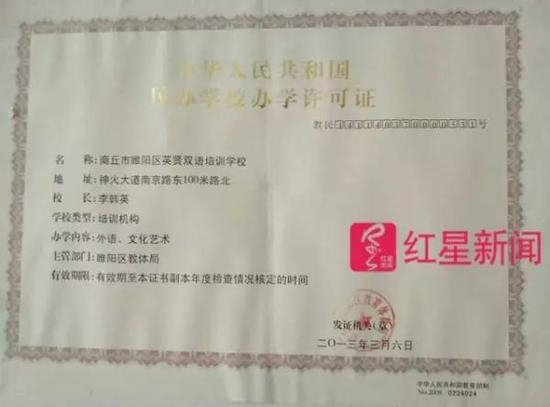 中华人民共和国
民办学校办学许可证
教民 号
名 称：商丘市睢阳区英贤双语培训学校
地 址：神火大道南京路东100米路北
校 长：李韩英
学校类型：培训机构
办学内容：外语、文化艺术
主管部门：睢阳区教体局
有效期限：有效期至本证书副本年度检查情况核定的时间
红星新闻
发证机关(章)
二〇一三年三月六日
中华人民共和国教育部制
No.2008 0229024